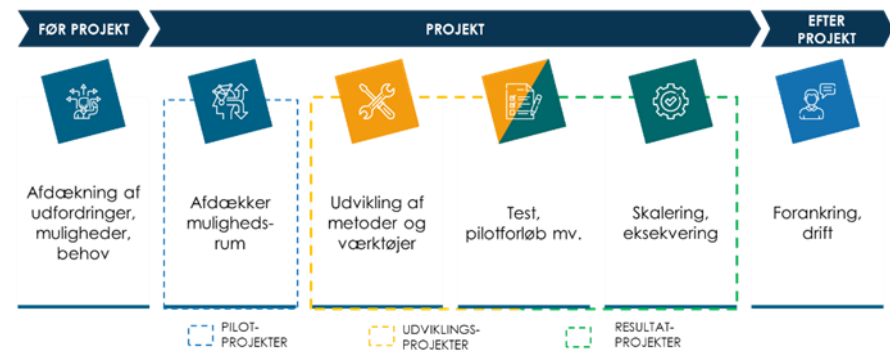 FØR PROJEKT
PROJEKT
EFTER
PROJEKT
Afdækning af
udfordringer,
muligheder,
behov
Afdækker
muligheds-
rum
Udvikling af
metoder og
værktøjer
Test,
pilotforløb mv.
Skalering,
eksekvering
Forankring,
drift
PILOT-
PROJEKTER
UDVIKLINGS-
PROJEKTER
RESULTAT-
PROJEKTER